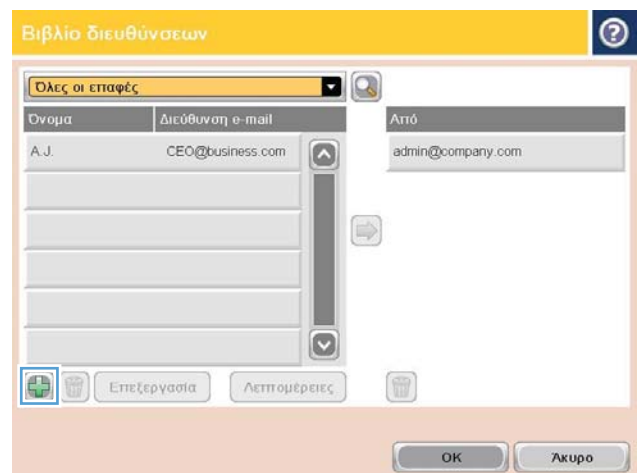 Βιβλίο διευθύνσεων
Όλες οι επαφές
Όνομα Διεύθυνση e-mail Από
A.J. CEO@business.com admin@company.com
Επεξεργασία Λεπτομέρειες
OK Άκυρο